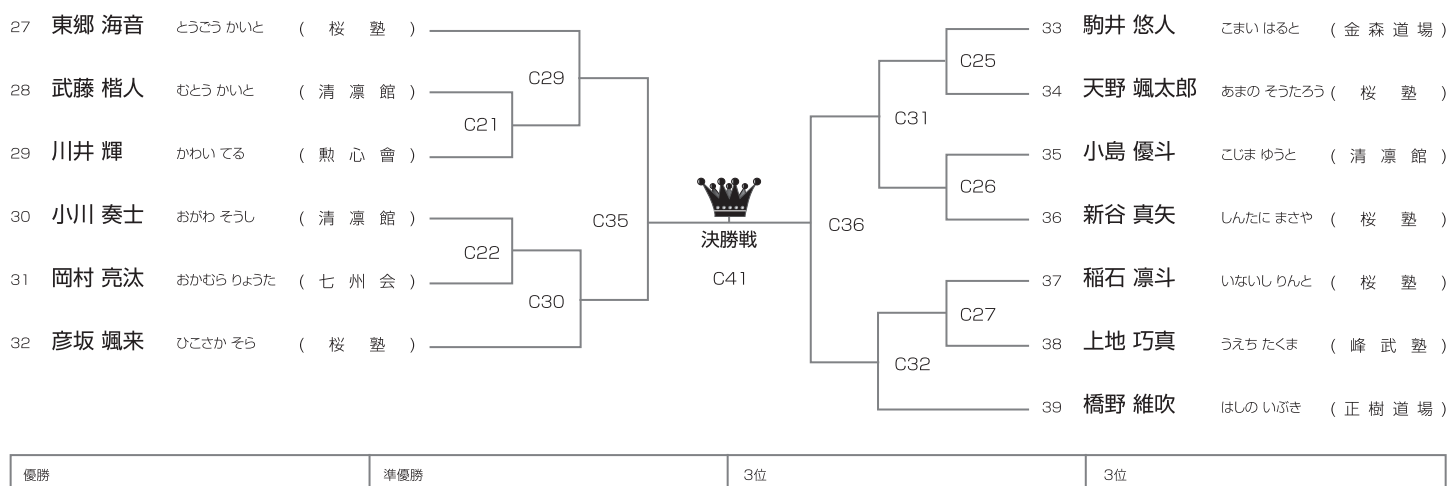 27 東郷 海音 とうごう かいと ( 桜 塾 )
28 武藤 楷人 むとう かいと ( 清 凛 館 )
29 川井 輝 かわい てる ( 勲 心 會 )
30 小川 奏士 おがわ そうし ( 清 凛 館 )
31 岡村 亮汰 おかむら りょうた ( 七 州 会 )
32 彦坂 颯来 ひこさか そら ( 桜 塾 )
C29
C21
C22
C30
C35
決勝戦
C41
C36
C31
C32
C25
C26
C27
33 駒井 悠人 こまい はると ( 金 森 道 場 )
34 天野 颯太郎 あまの そうたろう ( 桜 塾 )
35 小島 優斗 こじま ゆうと ( 清 凛 館 )
36 新谷 真矢 しんたに まさや ( 桜 塾 )
37 稲石 凛斗 いないし りんと ( 桜 塾 )
38 上地 巧真 うえち たくま ( 峰 武 塾 )
39 橋野 維吹 はしの いぶき ( 正 樹 道 場 )
優勝 準優勝 3位 3位